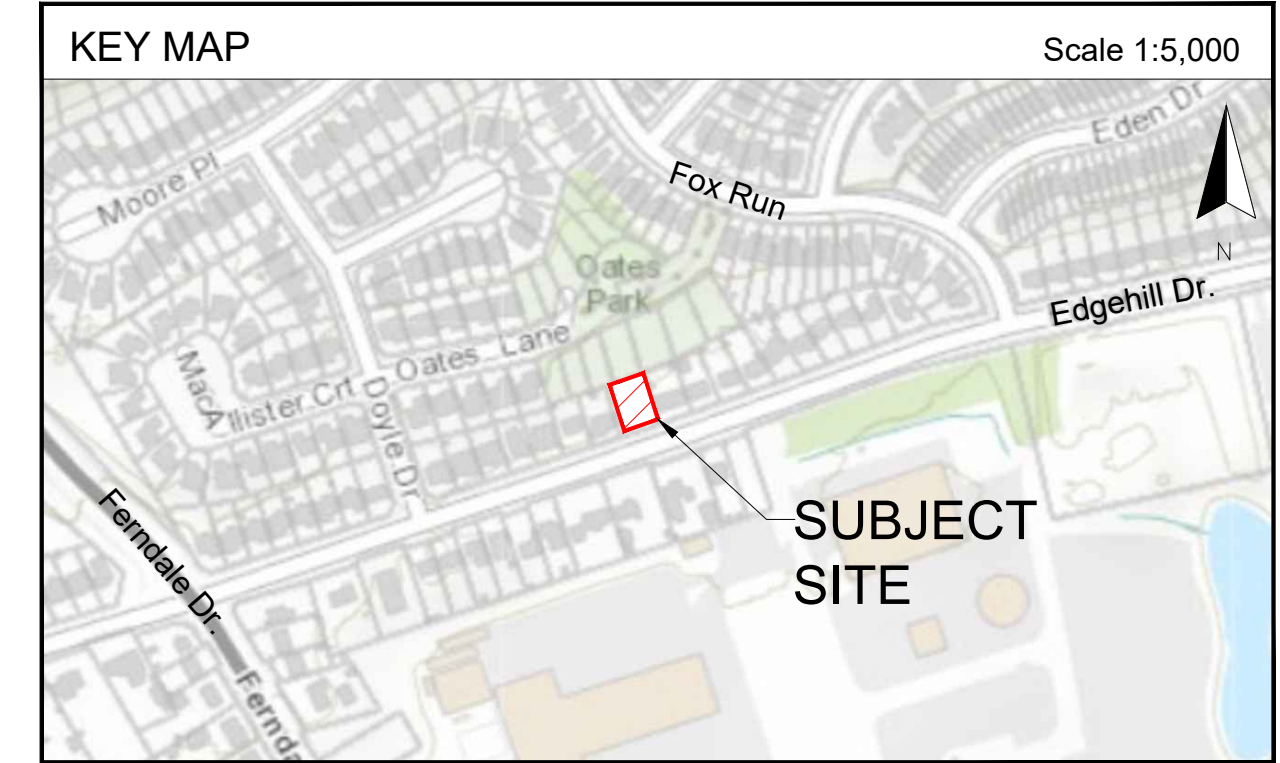 KEY MAP
Scale 1:5,000
Eden Dr
Moore Pl
Fox Run
N
Oates
Park
Edgehill Dr.
Oates Lane
MacAllister Crt
Doyle Dr
SUBJECT
SITE
Ferndale Dr.
Fernda